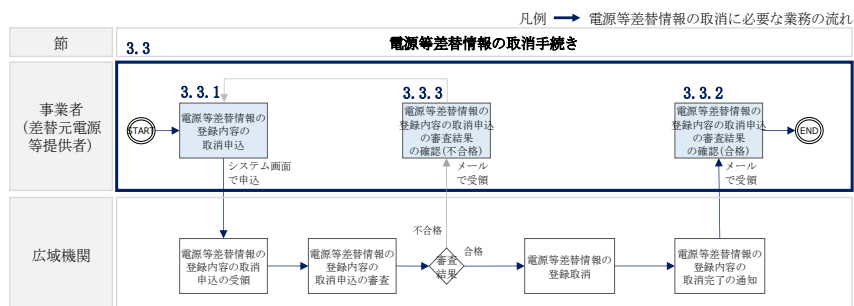 凡例 電源等差替情報の取消に必要な業務の流れ
節
3.3
電源等差替情報の取消手続き
事業者
(差替元電源
等提供者)
START
3.3.1
電源等差替情報の
登録内容の
取消申込
3.3.3
電源等差替情報の
登録内容の取消申込
の審査結果
の確認(不合格)
3.3.2
電源等差替情報の
登録内容の取消申込
の審査結果
の確認(合格)
END
システム画面
で申込
メール
で受領
メール
で受領
広域機関
電源等差替情報の
登録内容の取消
申込の受領
電源等差替情報の
登録内容の
取消申込の審査
不合格
審査
結果
合格
電源等差替情報の
登録取消
電源等差替情報の
登録内容の
取消完了の通知